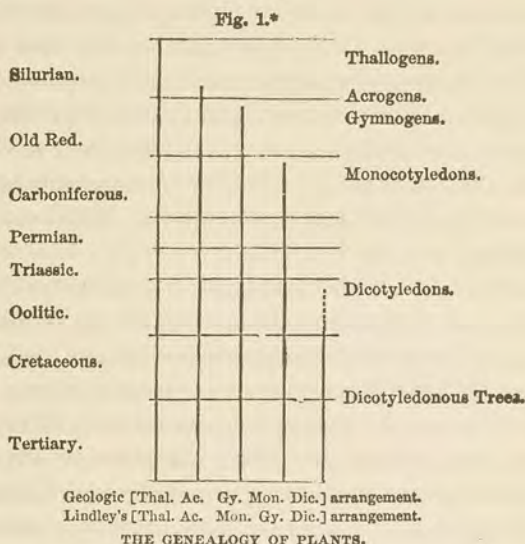 Fig. 1.*
Thallogens.
Silurian.
Acrogens.
Gymnogens.
Old Red.
Monocotyledons.
Carboniferous.
Permian.
Triassic.
Dicotyledons.
Oolitic.
Cretaceous.
Dicotyledonous Trees.
Tertiary.
Geologic [Thal. Ac. Gy. Mon. Dic.] arrangement.
Lindley's [Thal. Ac. Mon. Gy. Dic.] arrangement.
THE GENEALOGY OF PLANTS.